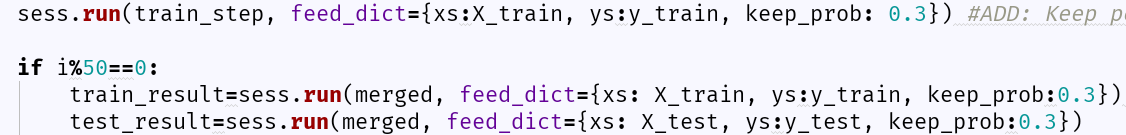 sess.run(train_step, feed_dict={xs:X_train, ys:y_train, keep_prob: 0.3}) #ADD: Keep
if i%50==0:
train_result=sess.run(merged, feed_dict={xs: X_train, ys:y_train, keep_prob:0.3})
test_result=sess.run(merged, feed_dict={xs: X_test, ys:y_test, keep_prob:0.3})